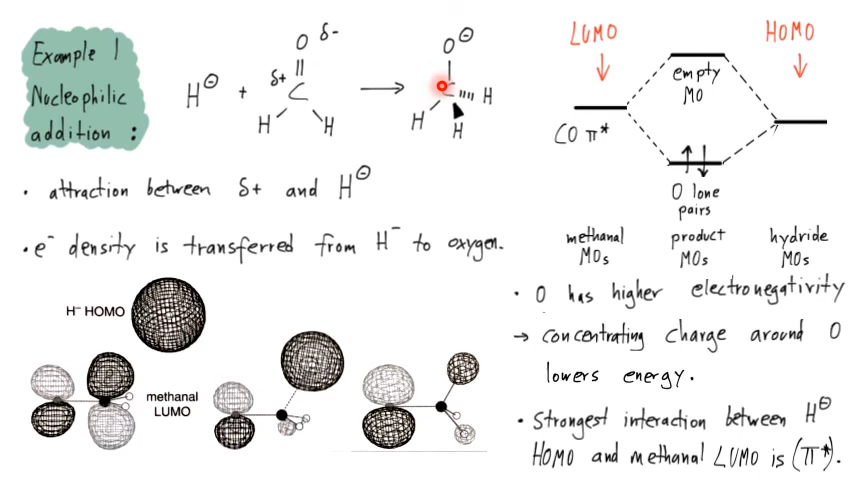 Example 1
Nucleophilic
addition :
H⊖ + H C H O δ+ δ- → H C H H O⊖
LUMO
HOMO
empty
MO
CO π*
O lone
pairs
methanal
MOs
product
MOs
hydride
MOs
• attraction between δ+ and H⊖
• e⁻ density is transferred from H⁻ to oxygen.
H⁻ HOMO
methanal
LUMO
• O has higher electronegativity
→ concentrating charge around O
lowers energy.
• Strongest interaction between H⊖
HOMO and methanal LUMO is (π*).